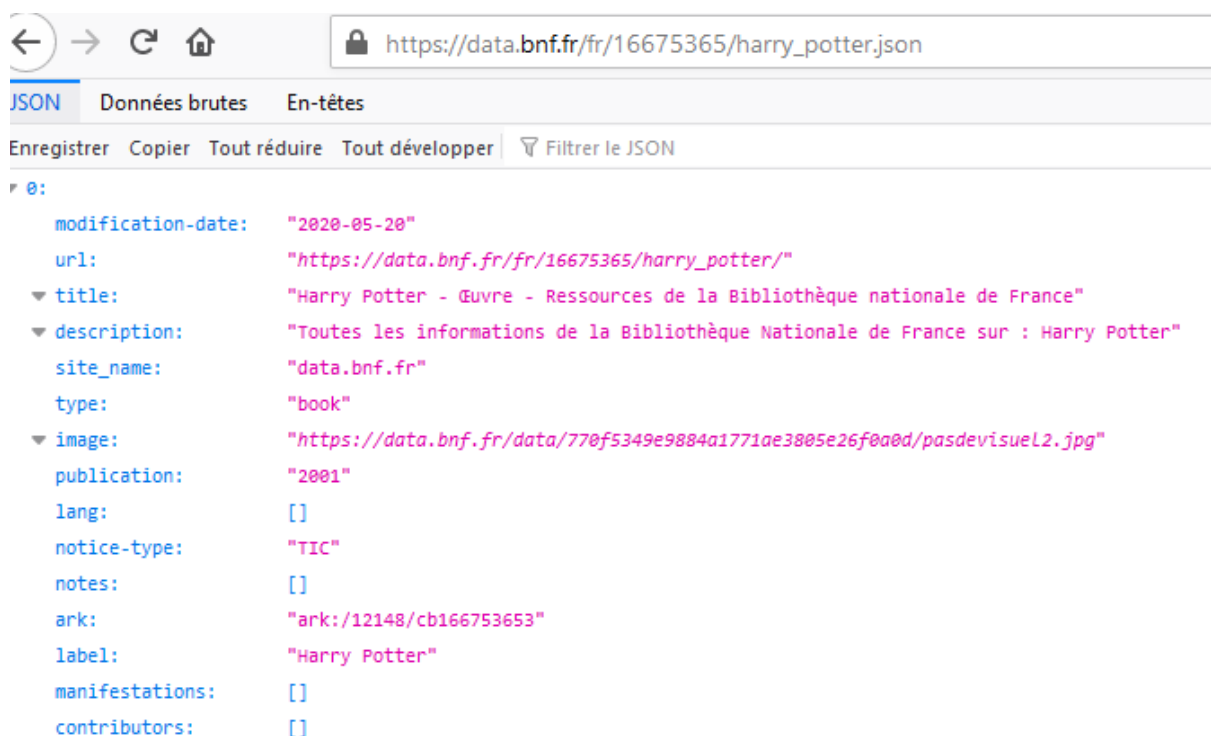 https://data.bnf.fr/fr/16675365/harry_potter.json
JSON Données brutes En-têtes
Enregistrer Copier Tout réduire Tout développer Filtrer le JSON
0:
modification-date: "2020-05-20"
url: "https://data.bnf.fr/fr/16675365/harry_potter/"
title: "Harry Potter - Œuvre - Ressources de la Bibliothèque nationale de France"
description: "Toutes les informations de la Bibliothèque Nationale de France sur : Harry Potter"
site_name: "data.bnf.fr"
type: "book"
image: "https://data.bnf.fr/data/770f5349e9884a1771ae3805e26f0a0d/pasdevisuel2.jpg"
publication: "2001"
lang: []
notice-type: "TIC"
notes: []
ark: "ark:/12148/cb166753653"
label: "Harry Potter"
manifestations: []
contributors: []